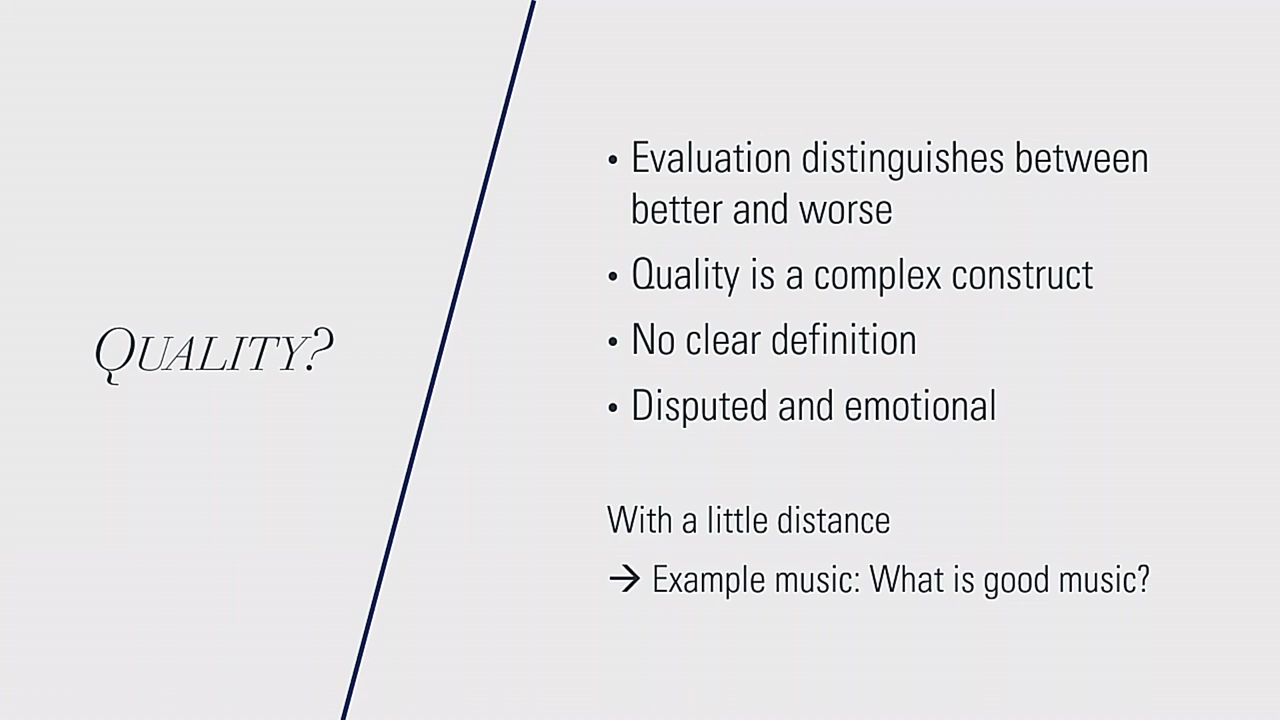 QUALITY?
• Evaluation distinguishes between
better and worse
• Quality is a complex construct
• No clear definition
• Disputed and emotional
With a little distance
→ Example music: What is good music?